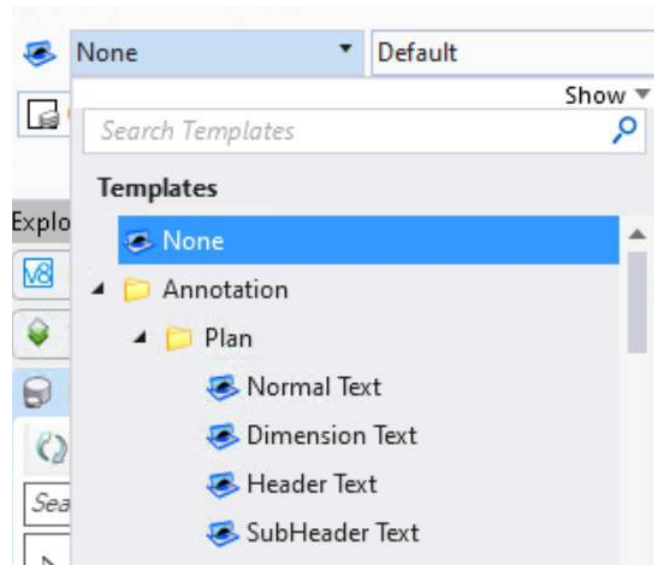 None Default
Show
Search Templates
Templates
Explo
None
V8
Annotation
Plan
Normal Text
Dimension Text
Header Text
Sea
SubHeader Text